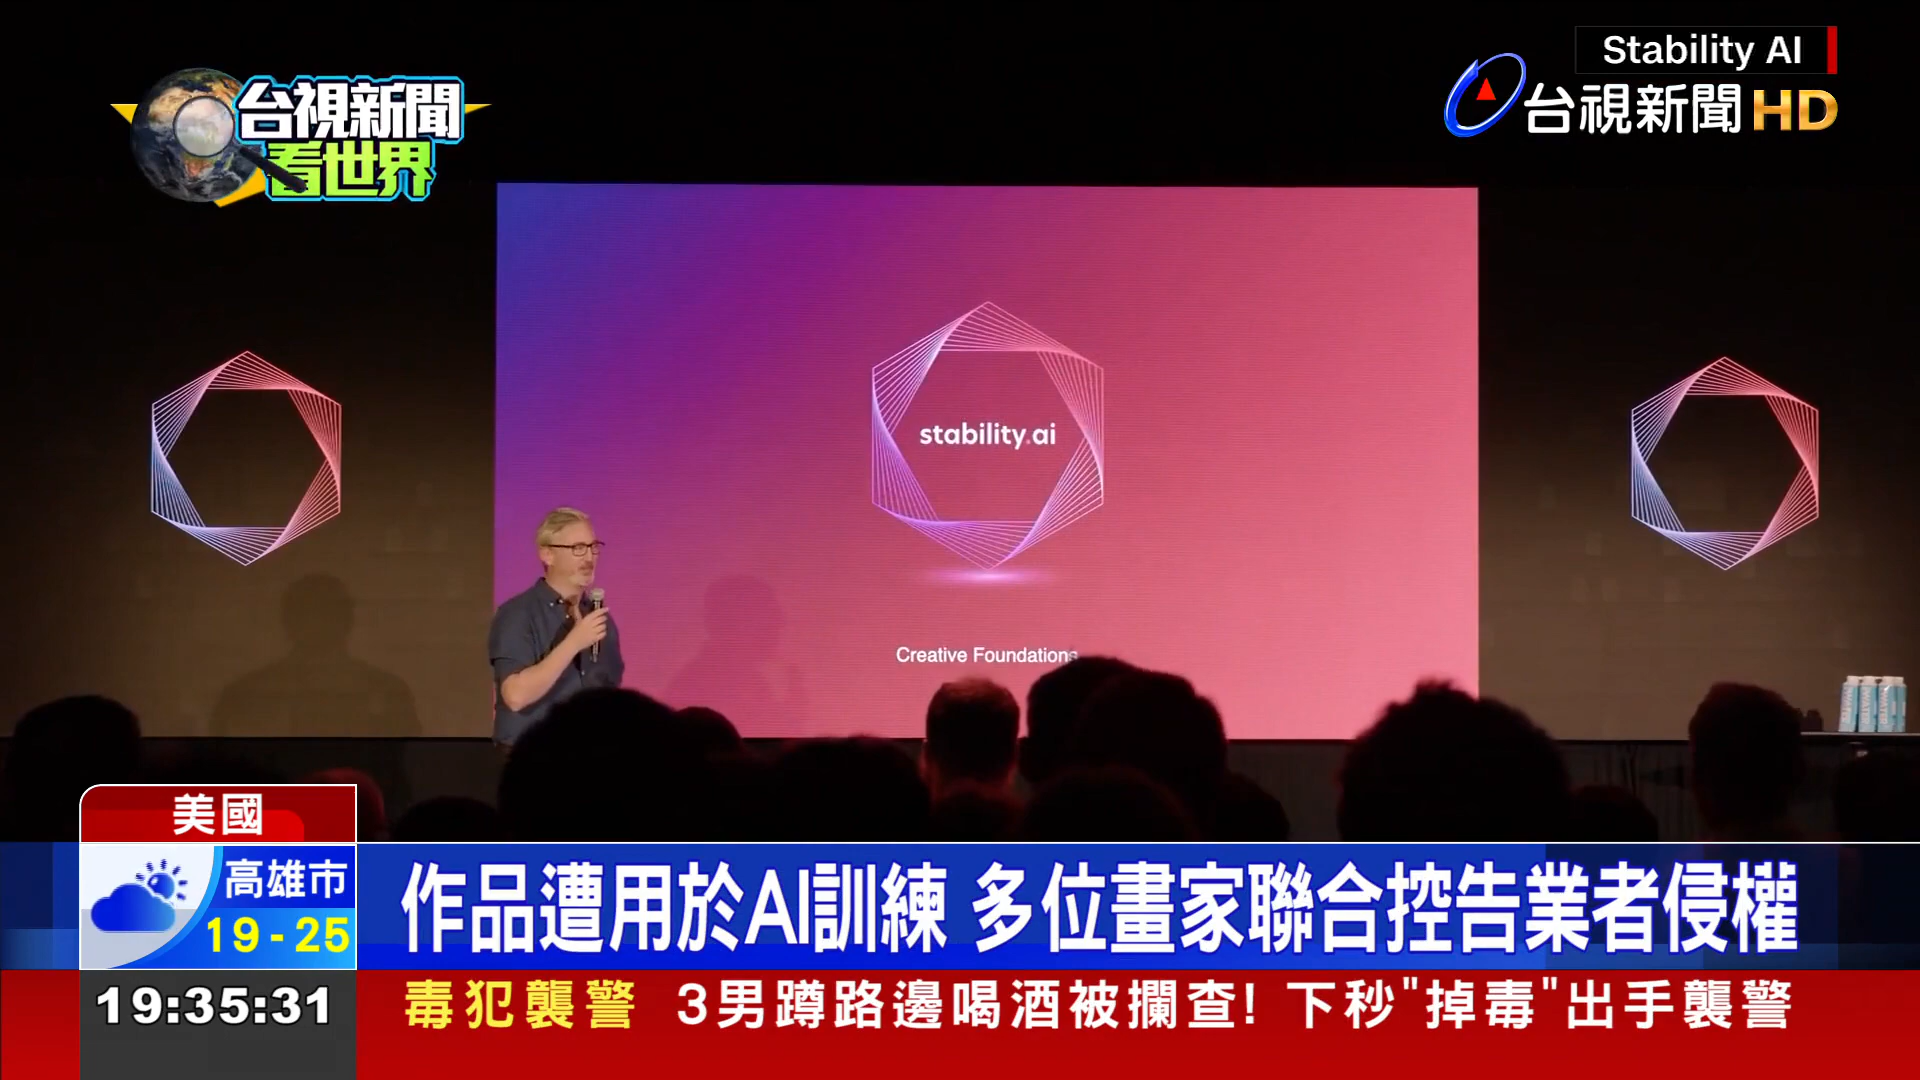 Stability AI
台視新聞
看世界
台視新聞HD
stability.ai
Creative Foundations
美國
高雄市
19-25
作品遭用於AI訓練 多位畫家聯合控告業者侵權
19:35:31
毒犯襲警 3男蹲路邊喝酒被攔查! 下秒"掉毒"出手襲警